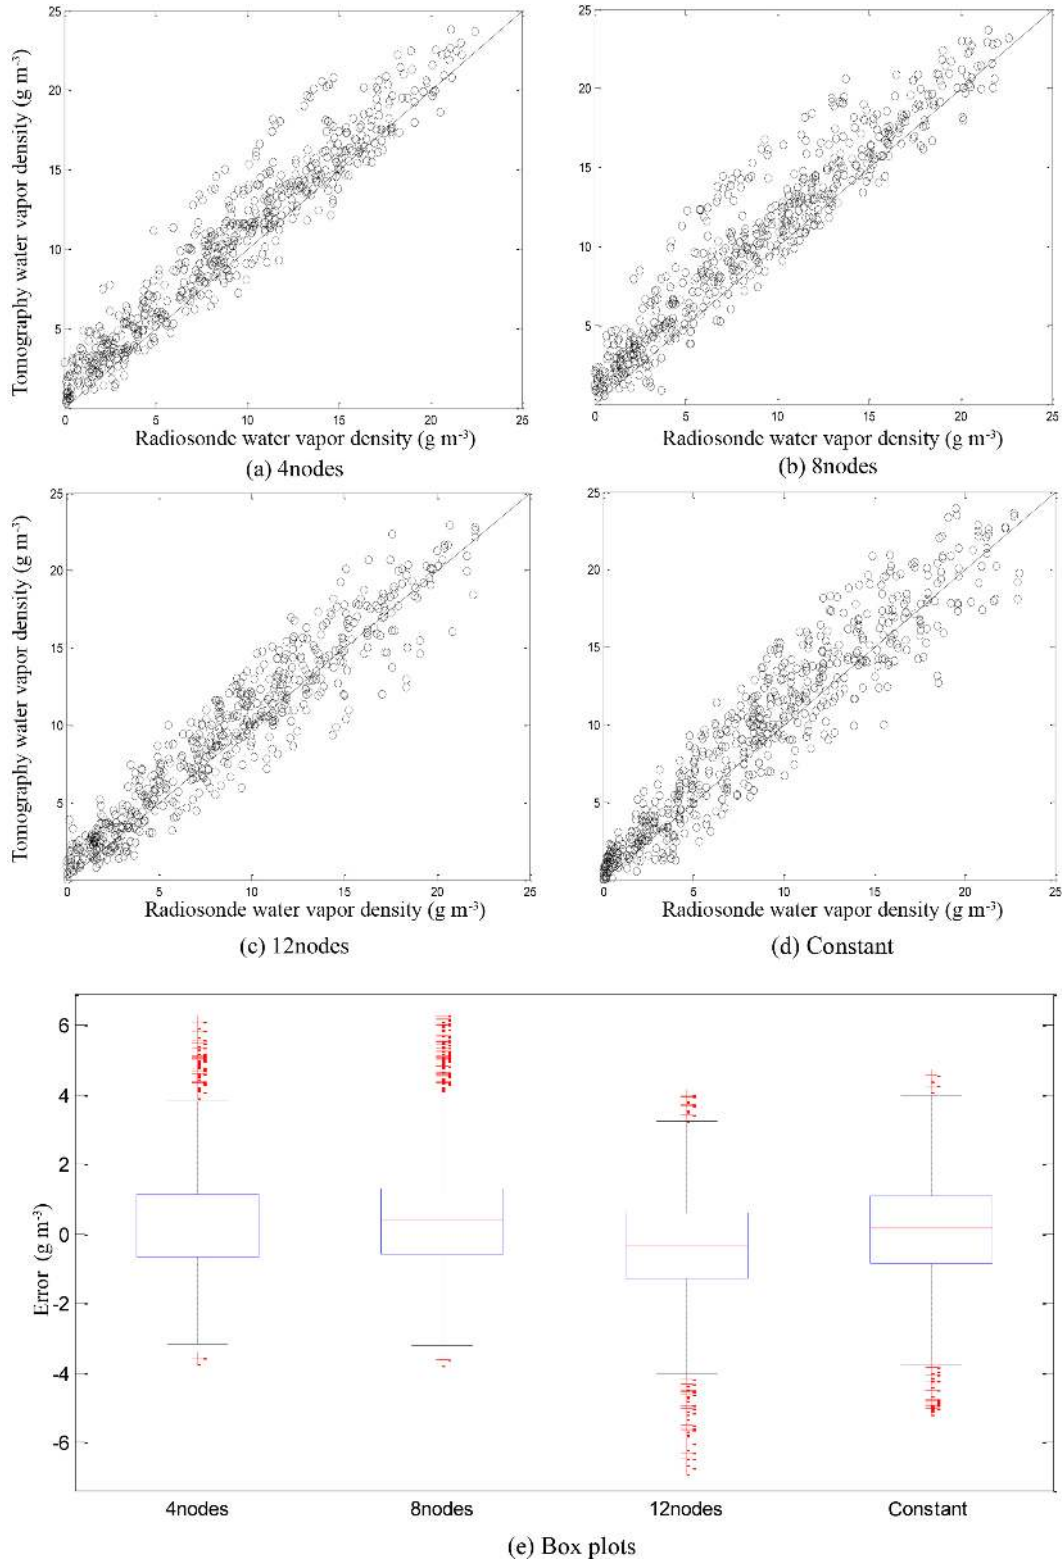 25
20
15
10
5
0 5 10 15 20 25
Tomography water vapor density (g m⁻³)
Radiosonde water vapor density (g m⁻³)
(a) 4nodes
25
20
15
10
5
0 5 10 15 20 25
Radiosonde water vapor density (g m⁻³)
(b) 8nodes
25
20
15
10
5
0 5 10 15 20 25
Tomography water vapor density (g m⁻³)
Radiosonde water vapor density (g m⁻³)
(c) 12nodes
25
20
15
10
5
0 5 10 15 20 25
Radiosonde water vapor density (g m⁻³)
(d) Constant
6
4
2
0
-2
-4
-6
Error (g m⁻³)
4nodes 8nodes 12nodes Constant
(e) Box plots